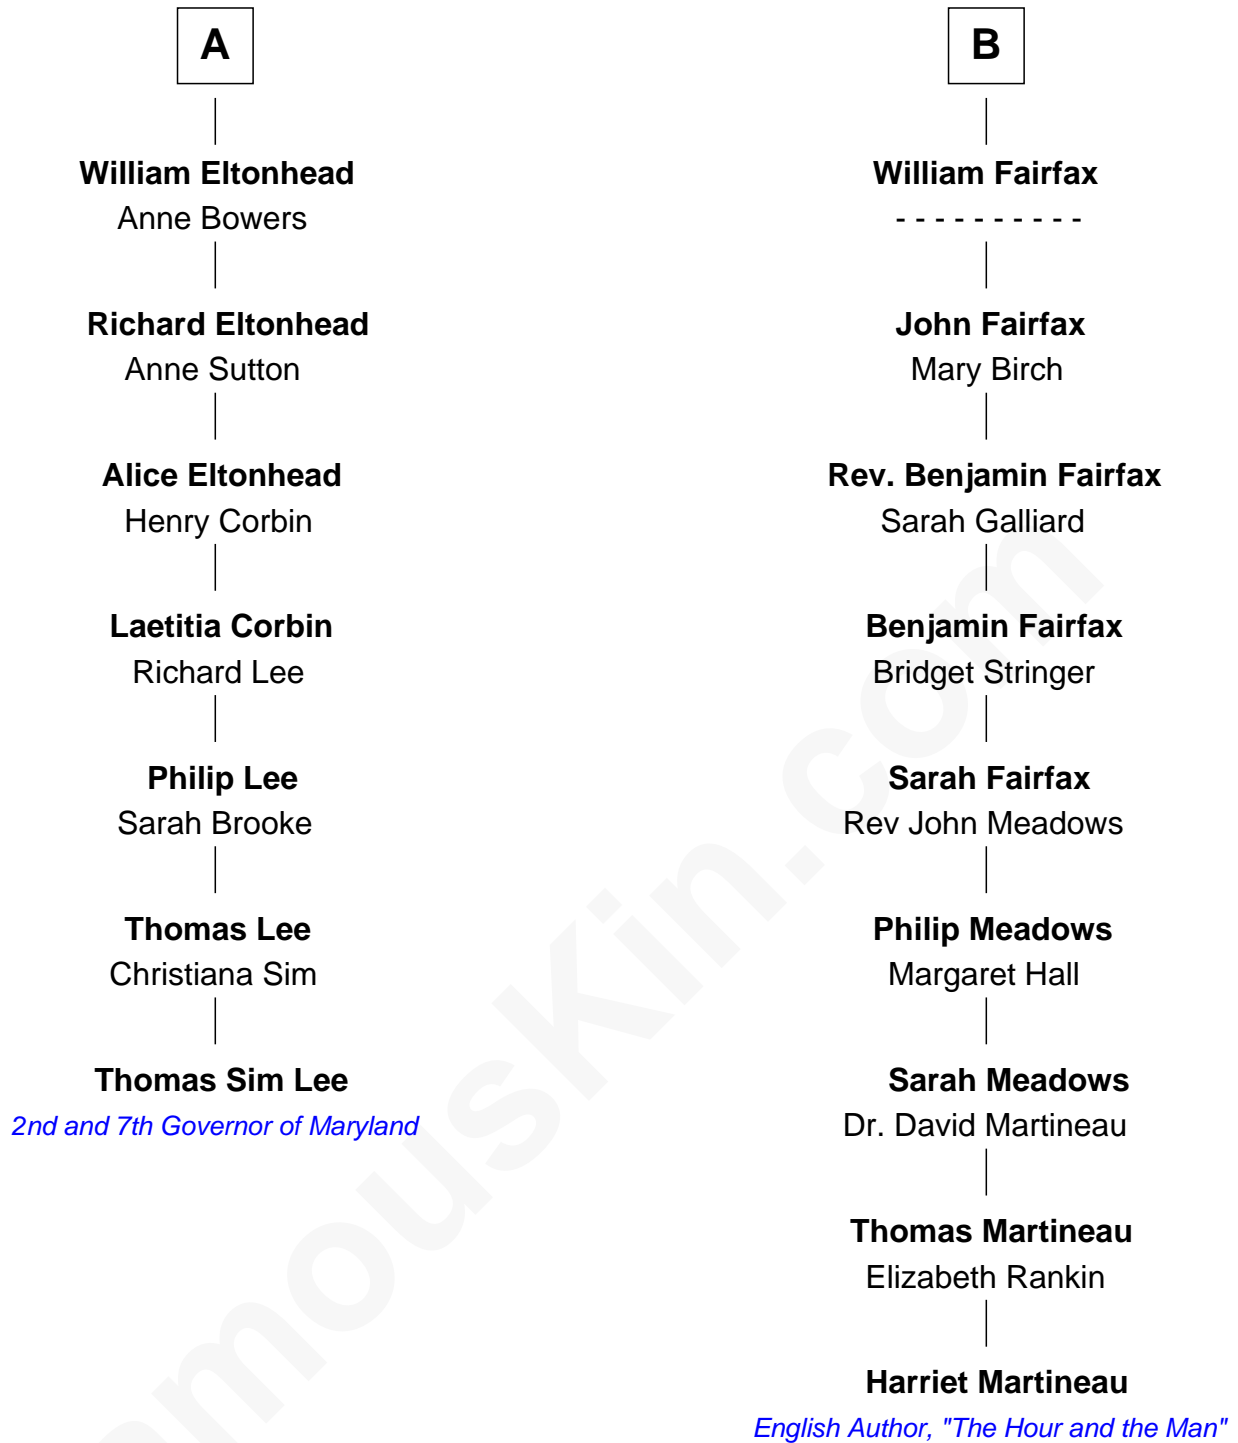 A
William Eltonhead
Anne Bowers
Richard Eltonhead
Anne Sutton
Alice Eltonhead
Henry Corbin
Laetitia Corbin
Richard Lee
Philip Lee
Sarah Brooke
Thomas Lee
Christiana Sim
Thomas Sim Lee
2nd and 7th Governor of Maryland
B
William Fairfax
- - - - - - - - - -
John Fairfax
Mary Birch
Rev. Benjamin Fairfax
Sarah Galliard
Benjamin Fairfax
Bridget Stringer
Sarah Fairfax
Rev John Meadows
Philip Meadows
Margaret Hall
Sarah Meadows
Dr. David Martineau
Thomas Martineau
Elizabeth Rankin
Harriet Martineau
English Author, "The Hour and the Man"
amouskin.com